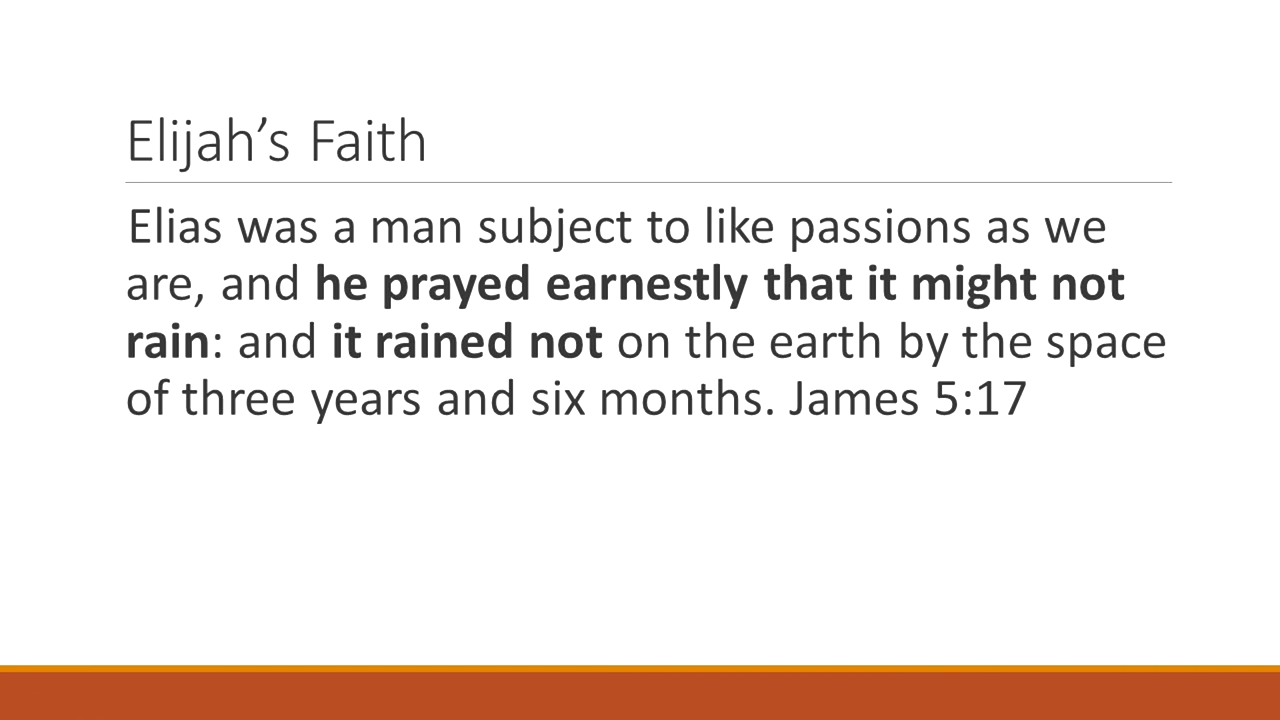 Elijah’s Faith
Elias was a man subject to like passions as we
are, and he prayed earnestly that it might not
rain: and it rained not on the earth by the space
of three years and six months. James 5:17